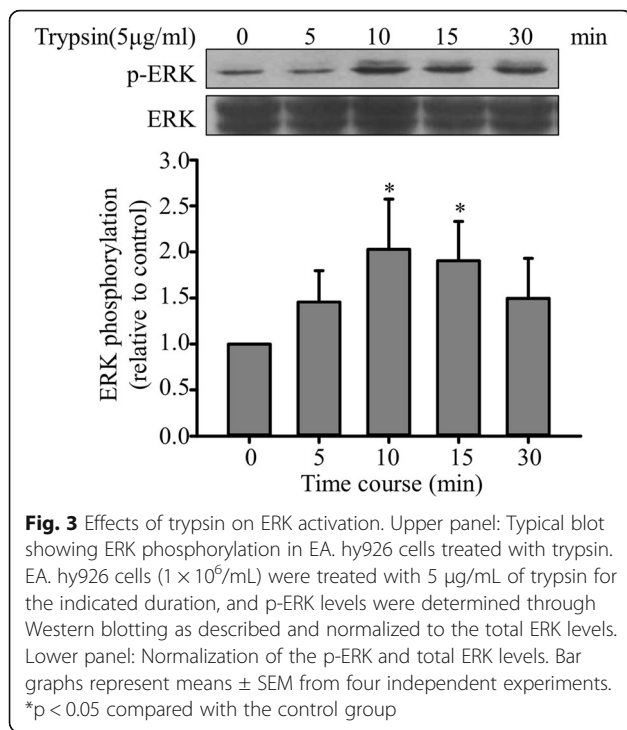 Trypsin(5μg/ml) 0 5 10 15 30 min
p-ERK
ERK
ERK phosphorylation
(relative to control)
3.0
2.5
2.0
1.5
1.0
0.5
0.0
* *
0 5 10 15 30
Time course (min)
Fig. 3 Effects of trypsin on ERK activation. Upper panel: Typical blot
showing ERK phosphorylation in EA. hy926 cells treated with trypsin.
EA. hy926 cells (1 × 10⁶/mL) were treated with 5 μg/mL of trypsin for
the indicated duration, and p-ERK levels were determined through
Western blotting as described and normalized to the total ERK levels.
Lower panel: Normalization of the p-ERK and total ERK levels. Bar
graphs represent means ± SEM from four independent experiments.
*p < 0.05 compared with the control group